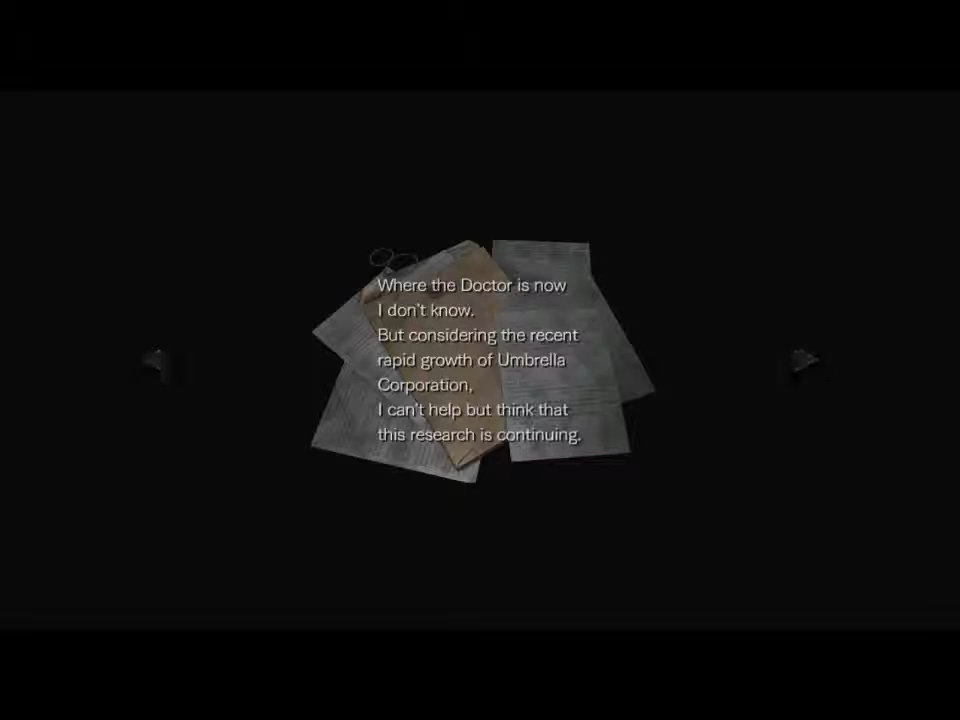 Where the Doctor is now
I don't know.
But considering the recent
rapid growth of Umbrella
Corporation,
I can't help but think that
this research is continuing.